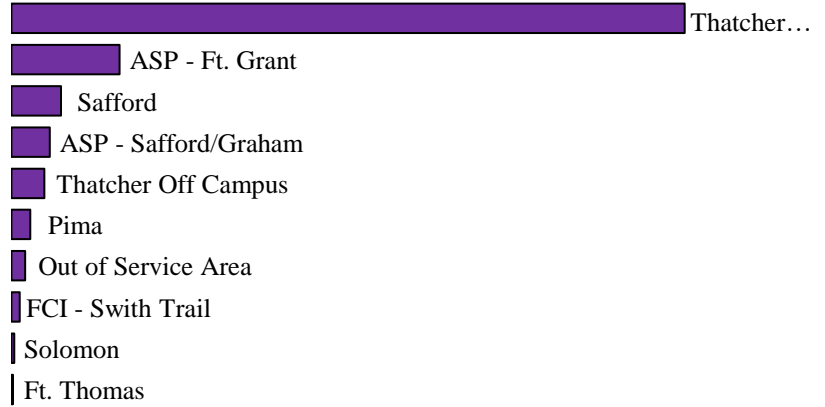 Thatcher…
ASP - Ft. Grant
Safford
ASP - Safford/Graham
Thatcher Off Campus
Pima
Out of Service Area
FCI - Swith Trail
Solomon
Ft. Thomas